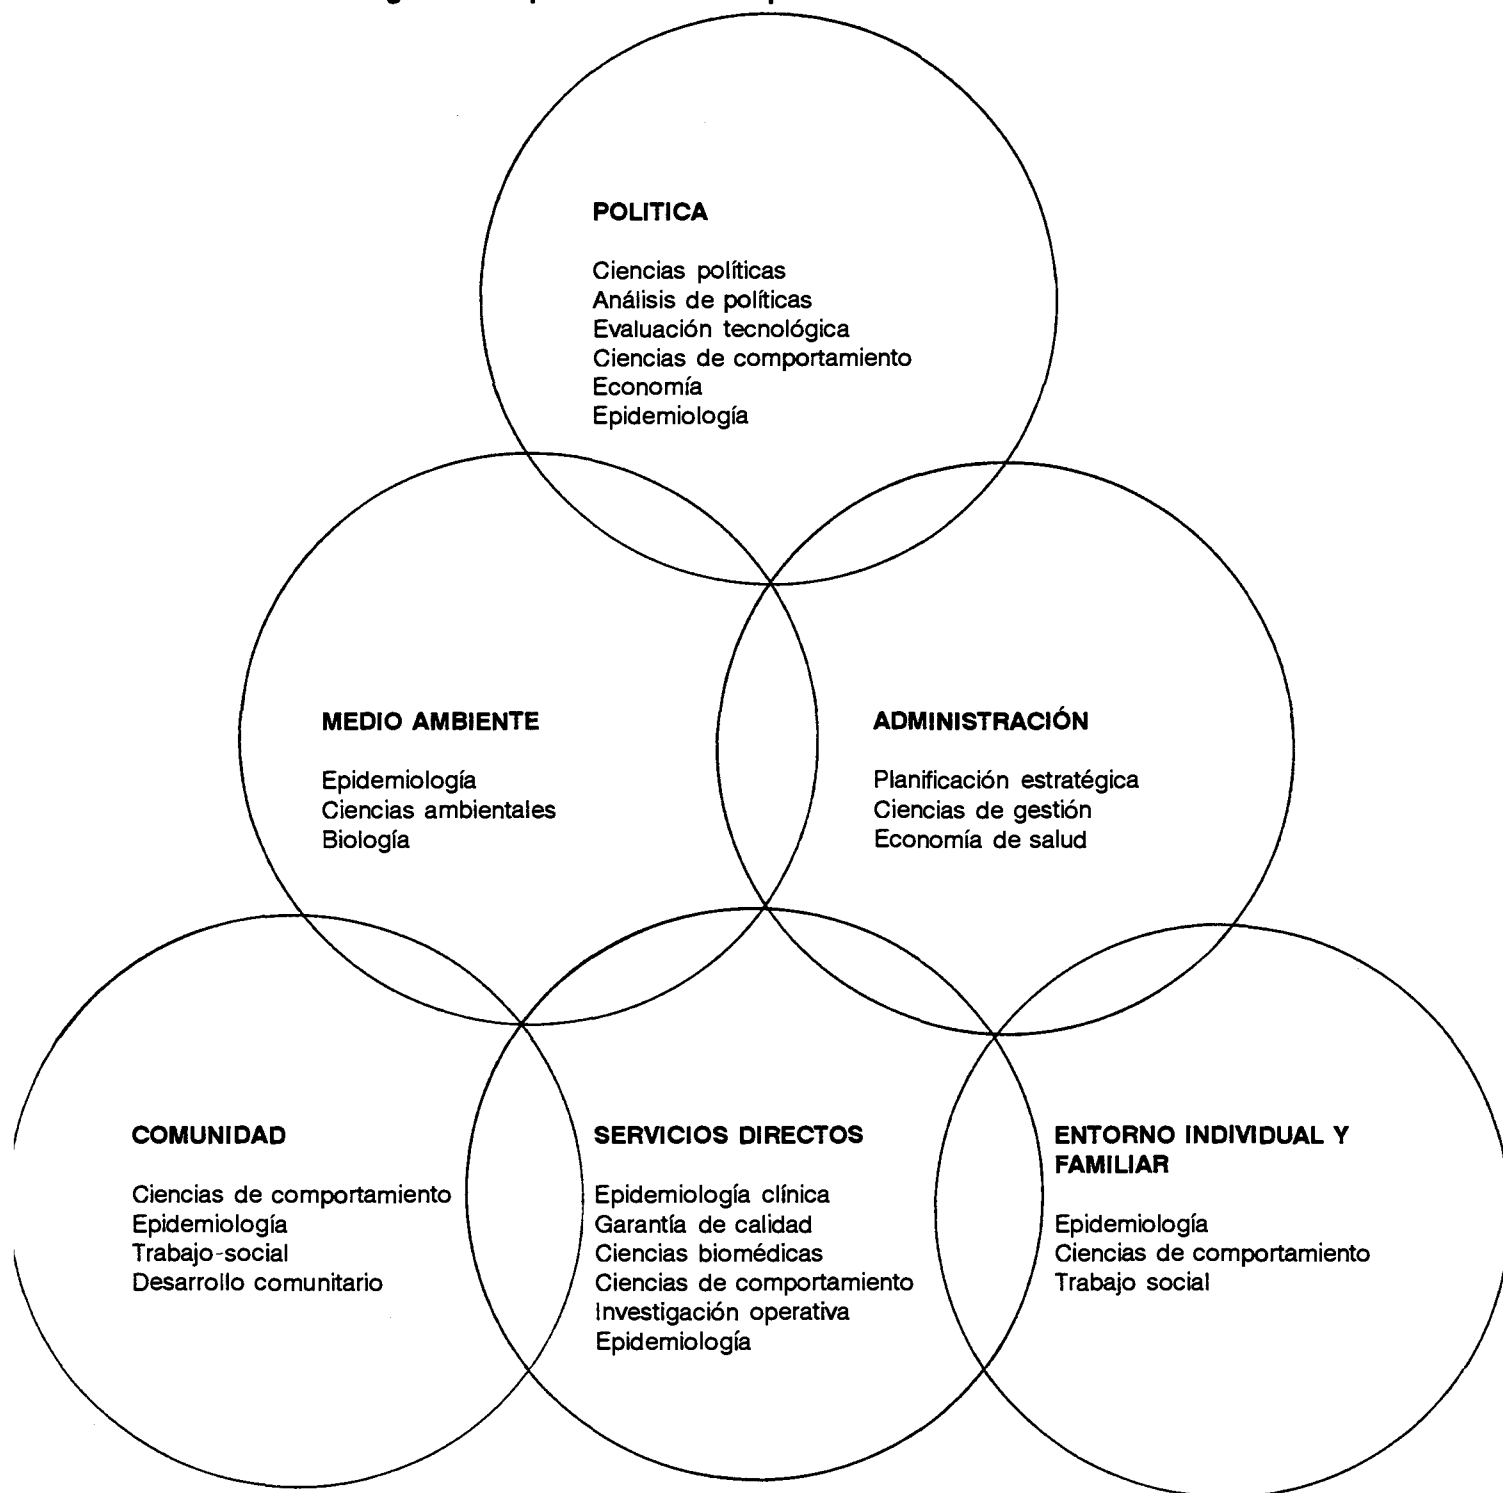 POLITICA
Ciencias políticas
Análisis de políticas
Evaluación tecnológica
Ciencias de comportamiento
Economía
Epidemiología
MEDIO AMBIENTE
Epidemiología
Ciencias ambientales
Biología
ADMINISTRACIÓN
Planificación estratégica
Ciencias de gestión
Economía de salud
COMUNIDAD
Ciencias de comportamiento
Epidemiología
Trabajo-social
Desarrollo comunitario
SERVICIOS DIRECTOS
Epidemiología clínica
Garantía de calidad
Ciencias biomédicas
Ciencias de comportamiento
Investigación operativa
Epidemiología
ENTORNO INDIVIDUAL Y
FAMILIAR
Epidemiología
Ciencias de comportamiento
Trabajo social